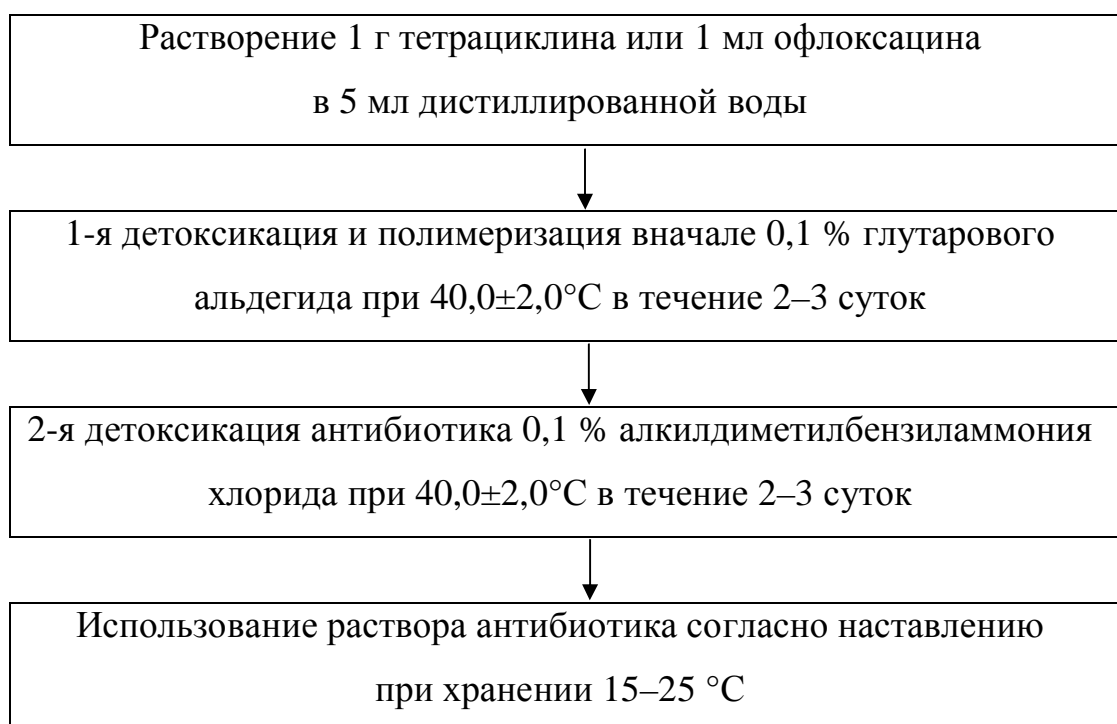 Растворение 1 г тетрациклина или 1 мл офлоксацина
в 5 мл дистиллированной воды
1-я детоксикация и полимеризация вначале 0,1 % глутарового
альдегида при 40,0±2,0°С в течение 2–3 суток
2-я детоксикация антибиотика 0,1 % алкилдиметилбензиламмония
хлорида при 40,0±2,0°С в течение 2–3 суток
Использование раствора антибиотика согласно наставлению
при хранении 15–25 °С